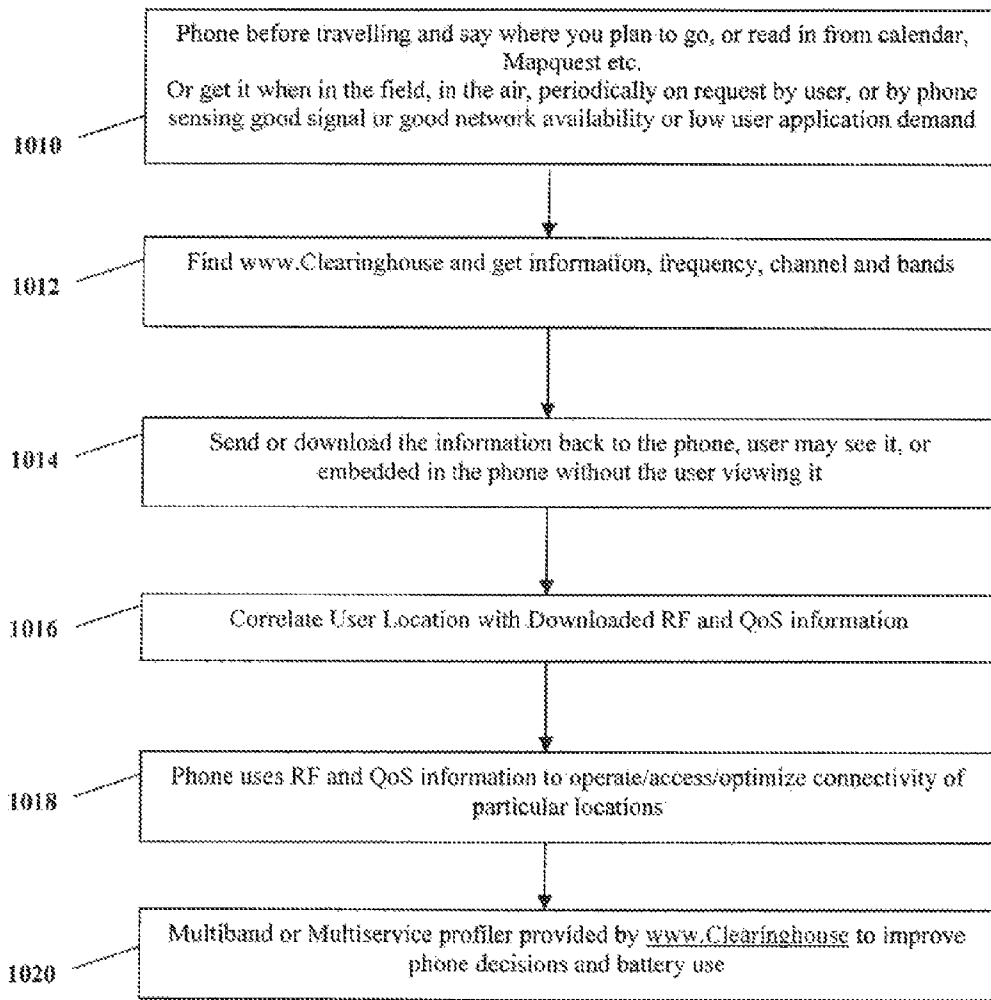 Phone before travelling and say where you plan to go, or read in from calendar,
Mapquest etc.
Or get it when in the field, in the air, periodically on request by user, or by phone
sensing good signal or good network availability or low user application demand
1010
Find www.Clearinghouse and get information, frequency, channel and bands
1012
Send or download the information back to the phone, user may see it, or
embedded in the phone without the user viewing it
1014
Correlate User Location with Downloaded RF and QoS information
1016
Phone uses RF and QoS information to operate/access/optimize connectivity of
particular locations
1018
Multiband or Multiservice profiler provided by www.Clearinghouse to improve
phone decisions and battery use
1020